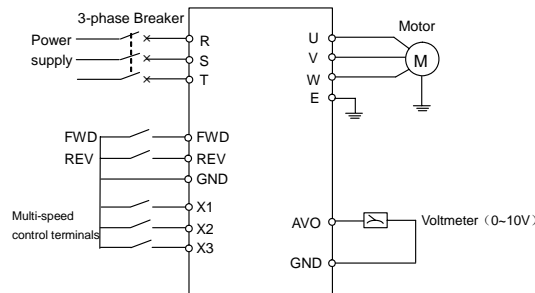 3-phase Breaker
Power
supply
R
S
T
U
V
W
E
Motor
M
FWD
REV
FWD
REV
GND
X1
X2
X3
Multi-speed
control terminals
AVO
GND
Voltmeter（0~10V）